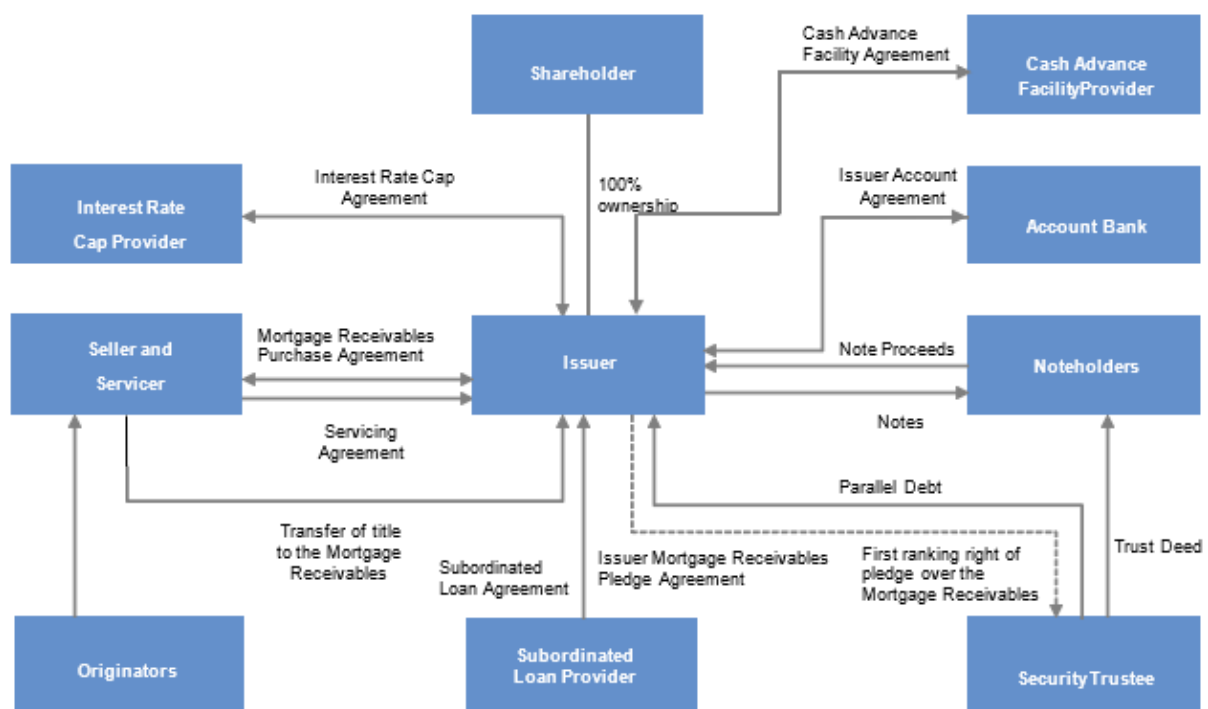 Cash Advance
Facility Agreement
Shareholder
Cash Advance
FacilityProvider
Interest Rate Cap
Agreement
100%
ownership
Issuer Account
Agreement
Interest Rate
Cap Provider
Account Bank
Seller and
Servicer
Mortgage Receivables
Purchase Agreement
Issuer
Note Proceeds
Noteholders
Servicing
Agreement
Notes
Parallel Debt
Transfer of title
to the Mortgage
Receivables
Subordinated
Loan Agreement
Issuer Mortgage Receivables
Pledge Agreement
First ranking right of
pledge over the
Mortgage Receivables
Trust Deed
Originators
Subordinated
Loan Provider
SecurityTrustee